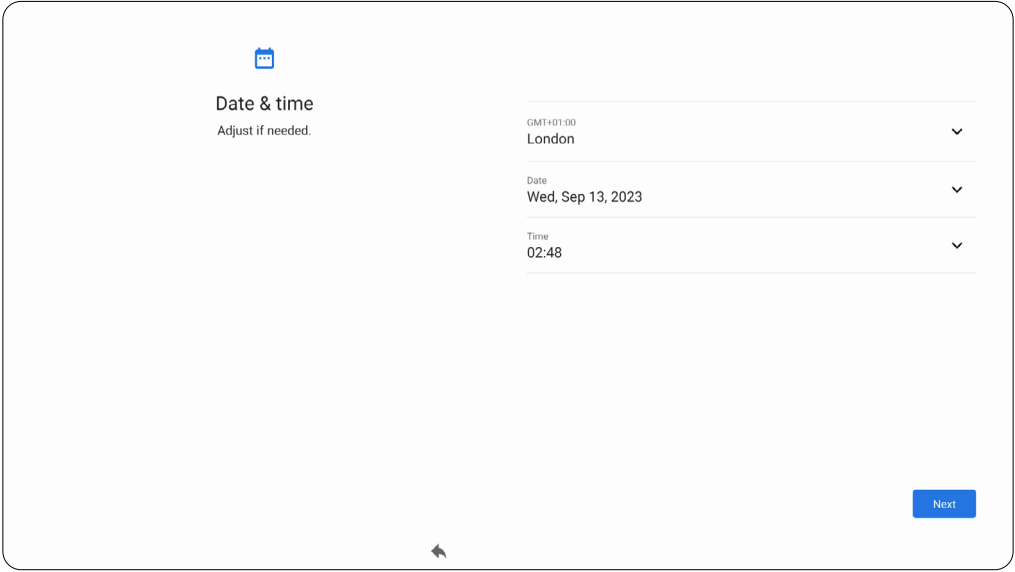 Date & time
Adjust if needed.
GMT+01:00
London
Date
Wed, Sep 13, 2023
Time
02:48
Next